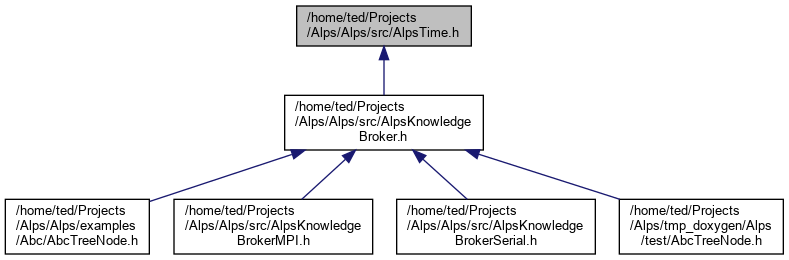 /home/ted/Projects
/Alps/Alps/src/AlpsTime.h
/home/ted/Projects
/Alps/Alps/src/AlpsKnowledge
Broker.h
/home/ted/Projects
/Alps/Alps/examples
/Abc/AbcTreeNode.h
/home/ted/Projects
/Alps/Alps/src/AlpsKnowledge
BrokerMPI.h
/home/ted/Projects
/Alps/Alps/src/AlpsKnowledge
BrokerSerial.h
/home/ted/Projects
/Alps/tmp_doxygen/Alps
/test/AbcTreeNode.h